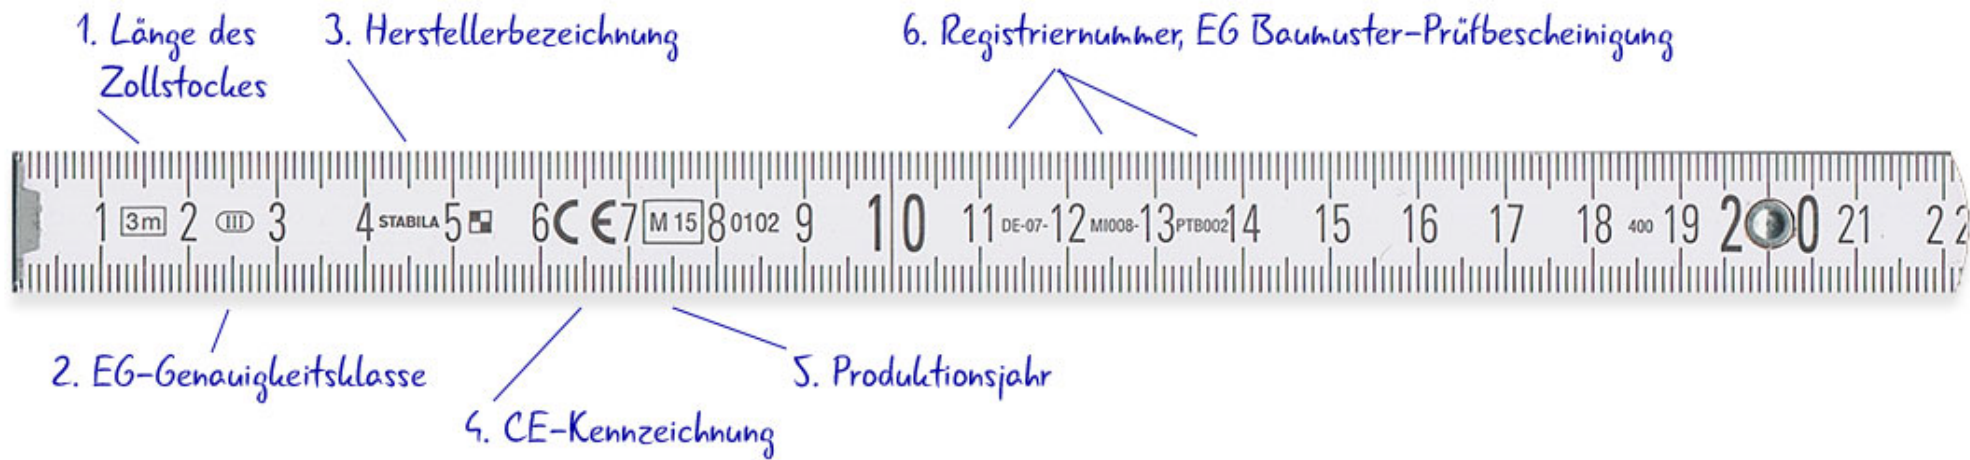 1. Länge des
Zollstockes
3. Herstellerbezeichnung
6. Registriernummer, EG Baumuster-Prüfbescheinigung
1 3m 2 III 3 4 STABILA 5 6 CE 7 M 15 8 0102 9 10 11 DE-07- 12 MI008- 13 PTB002 14 15 16 17 18 400 19 20 21 22
2. EG-Genauigkeitsklasse
5. Produktionsjahr
4. CE-Kennzeichnung